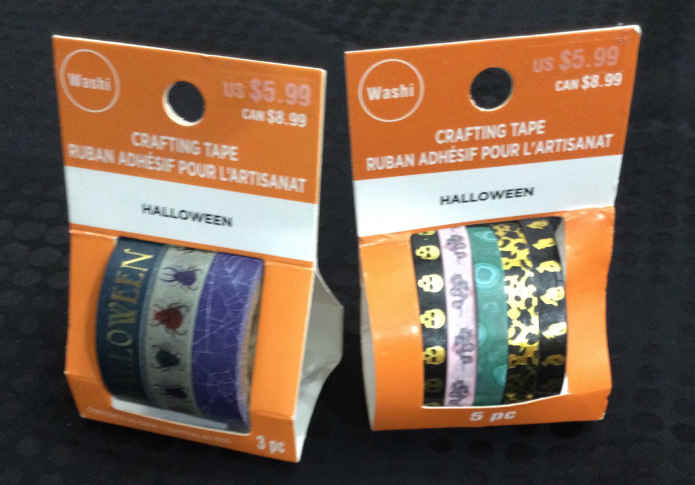 Washi
US $5.99
CAN $8.99
CRAFTING TAPE
RUBAN ADHÉSIF POUR L'ARTISANAT
HALLOWEEN
LLOWEEN
3 pc
Washi
US $5.99
CAN $8.99
CRAFTING TAPE
RUBAN ADHÉSIF POUR L'ARTISANAT
HALLOWEEN
5 pc